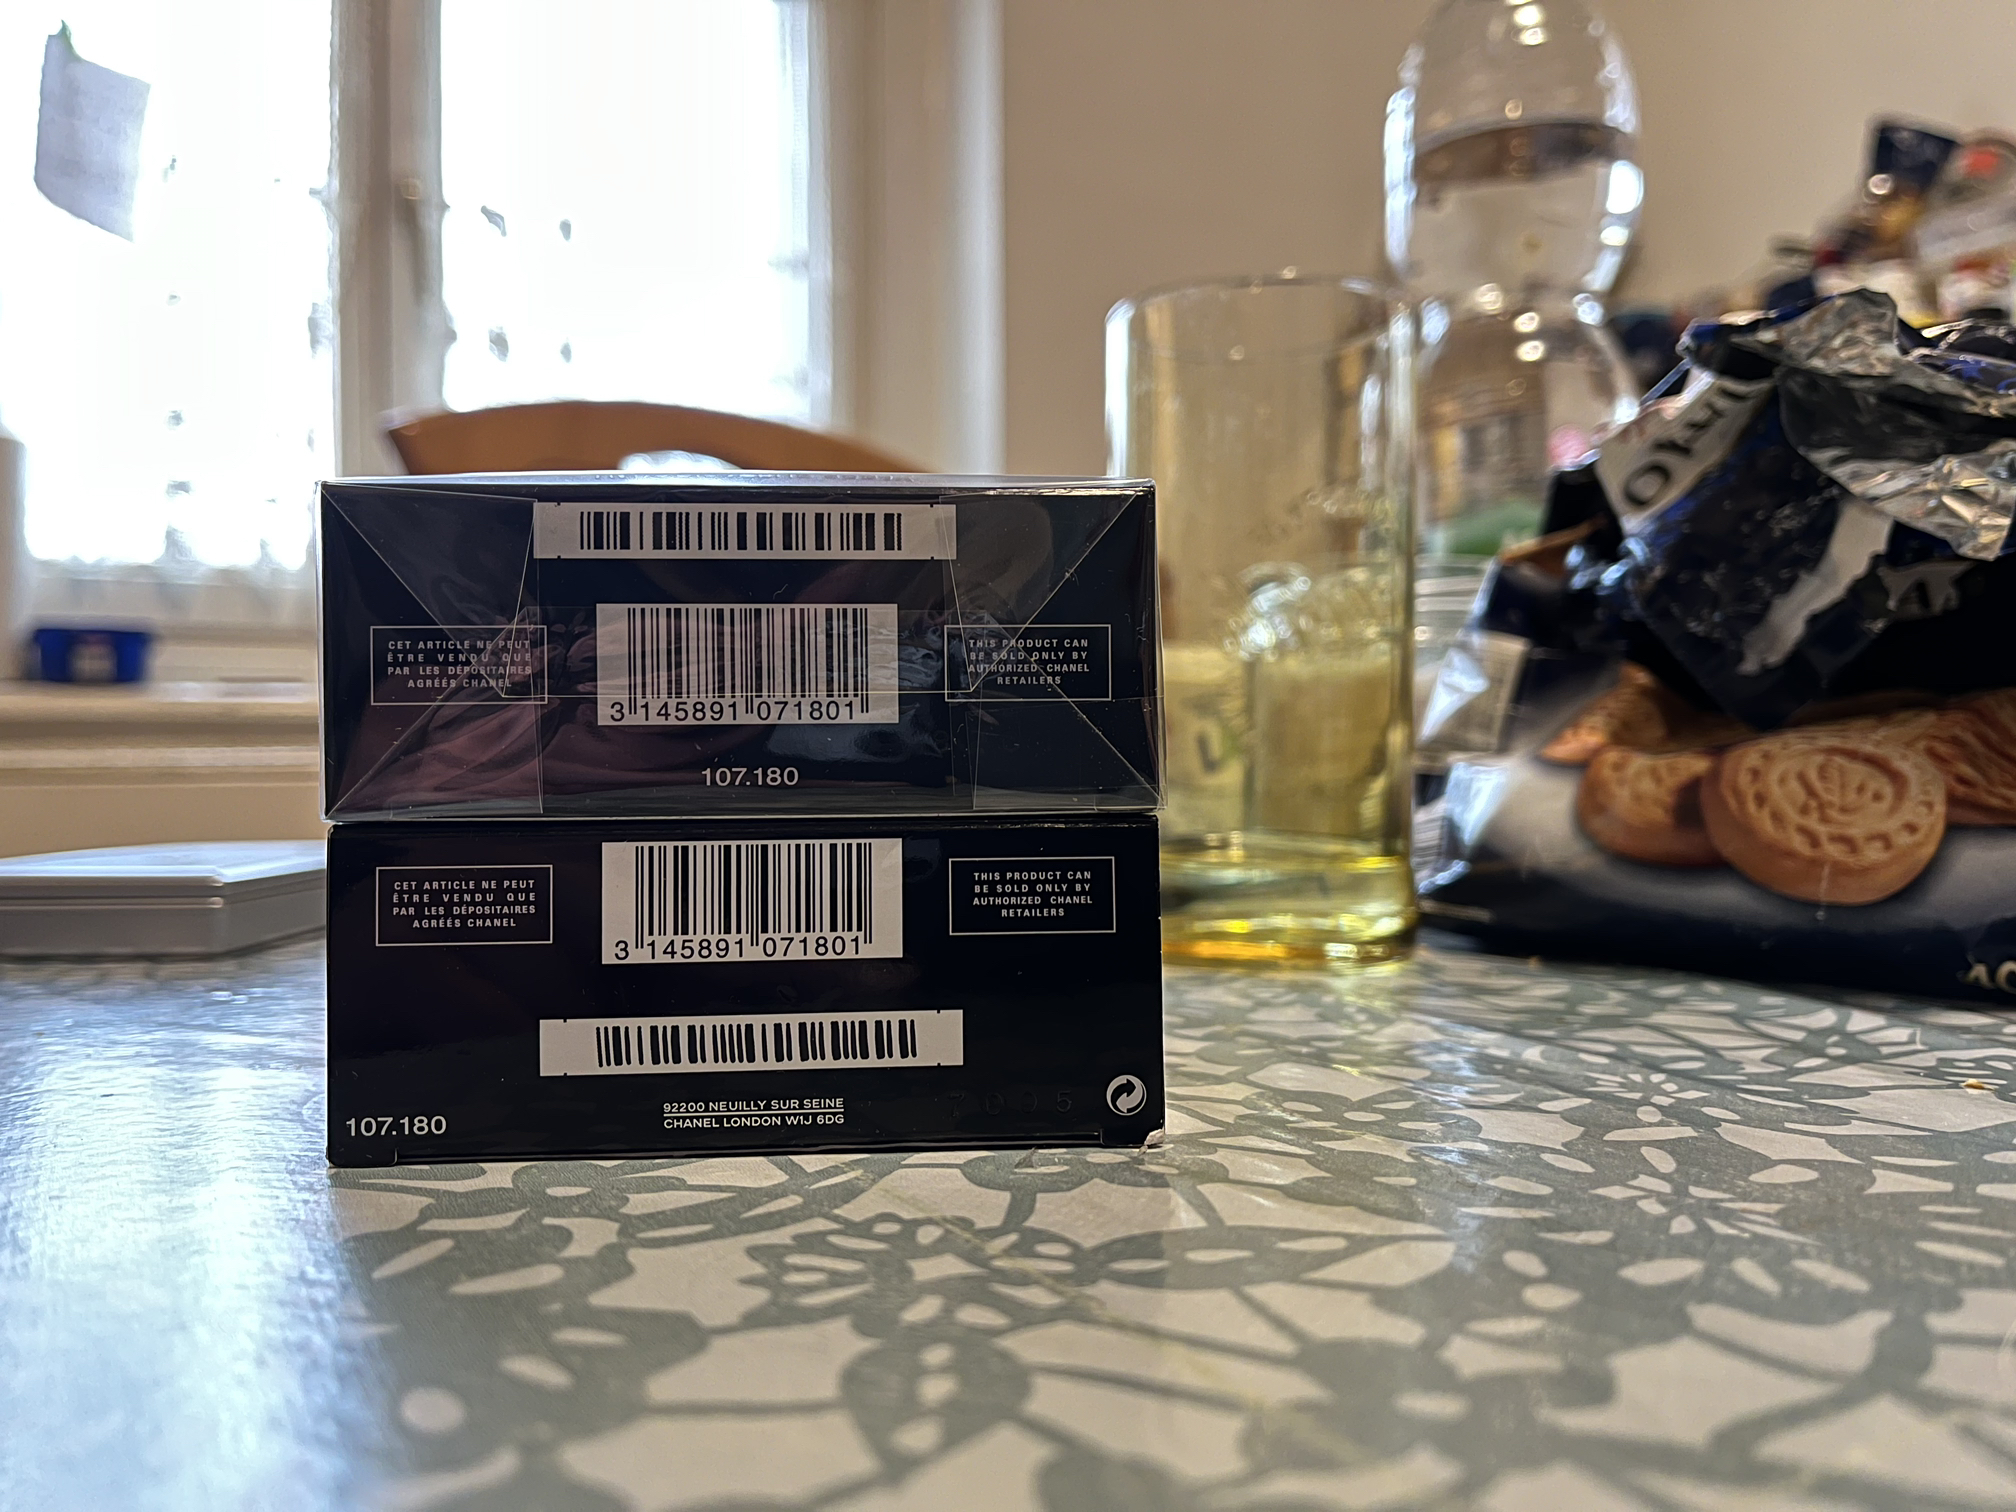 CET ARTICLE NE PEUT
ÊTRE VENDU QUE
PAR LES DÉPOSITAIRES
AGRÉÉS CHANEL
3 145891 071801
THIS PRODUCT CAN
BE SOLD ONLY BY
AUTHORIZED CHANEL
RETAILERS
107.180
CET ARTICLE NE PEUT
ÊTRE VENDU QUE
PAR LES DÉPOSITAIRES
AGRÉÉS CHANEL
3 145891 071801
THIS PRODUCT CAN
BE SOLD ONLY BY
AUTHORIZED CHANEL
RETAILERS
107.180
92200 NEUILLY SUR SEINE
CHANEL LONDON W1J 6DG